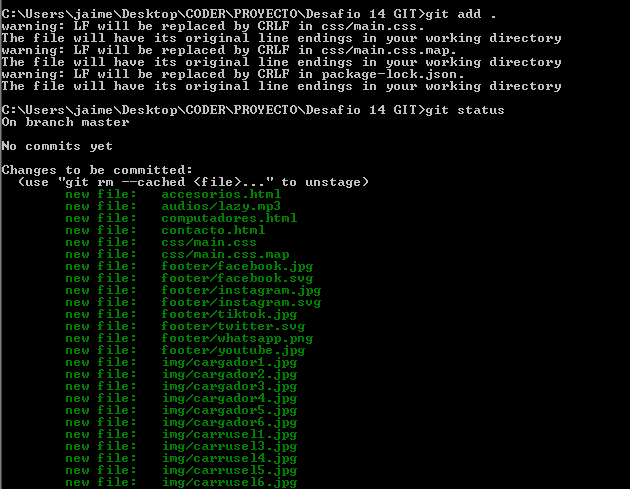 C:\Users\jaime\Desktop\CODER\PROYECTO\Desafio 14 GIT>git add .
warning: LF will be replaced by CRLF in css/main.css.
The file will have its original line endings in your working directory
warning: LF will be replaced by CRLF in css/main.css.map.
The file will have its original line endings in your working directory
warning: LF will be replaced by CRLF in package-lock.json.
The file will have its original line endings in your working directory
C:\Users\jaime\Desktop\CODER\PROYECTO\Desafio 14 GIT>git status
On branch master
No commits yet
Changes to be committed:
(use "git rm --cached <file>..." to unstage)
new file: accesorios.html
new file: audios/lazy.mp3
new file: computadores.html
new file: contacto.html
new file: css/main.css
new file: css/main.css.map
new file: footer/facebook.jpg
new file: footer/facebook.svg
new file: footer/instagram.jpg
new file: footer/instagram.svg
new file: footer/tiktok.jpg
new file: footer/twitter.svg
new file: footer/whatsapp.png
new file: footer/youtube.jpg
new file: img/cargador1.jpg
new file: img/cargador2.jpg
new file: img/cargador3.jpg
new file: img/cargador4.jpg
new file: img/cargador5.jpg
new file: img/cargador6.jpg
new file: img/carrusel1.jpg
new file: img/carrusel3.jpg
new file: img/carrusel4.jpg
new file: img/carrusel5.jpg
new file: img/carrusel6.jpg